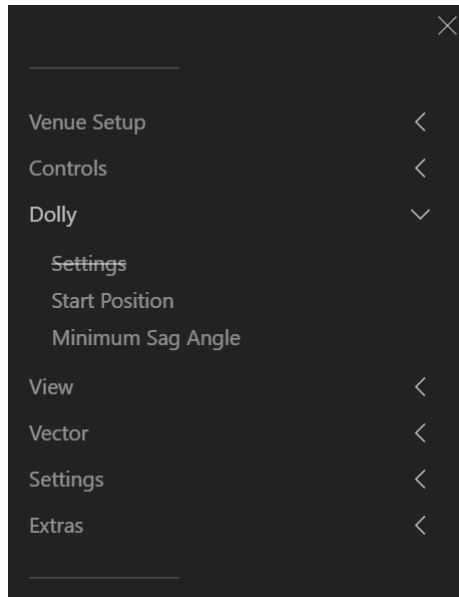 Venue Setup
Controls
Dolly
Settings
Start Position
Minimum Sag Angle
View
Vector
Settings
Extras